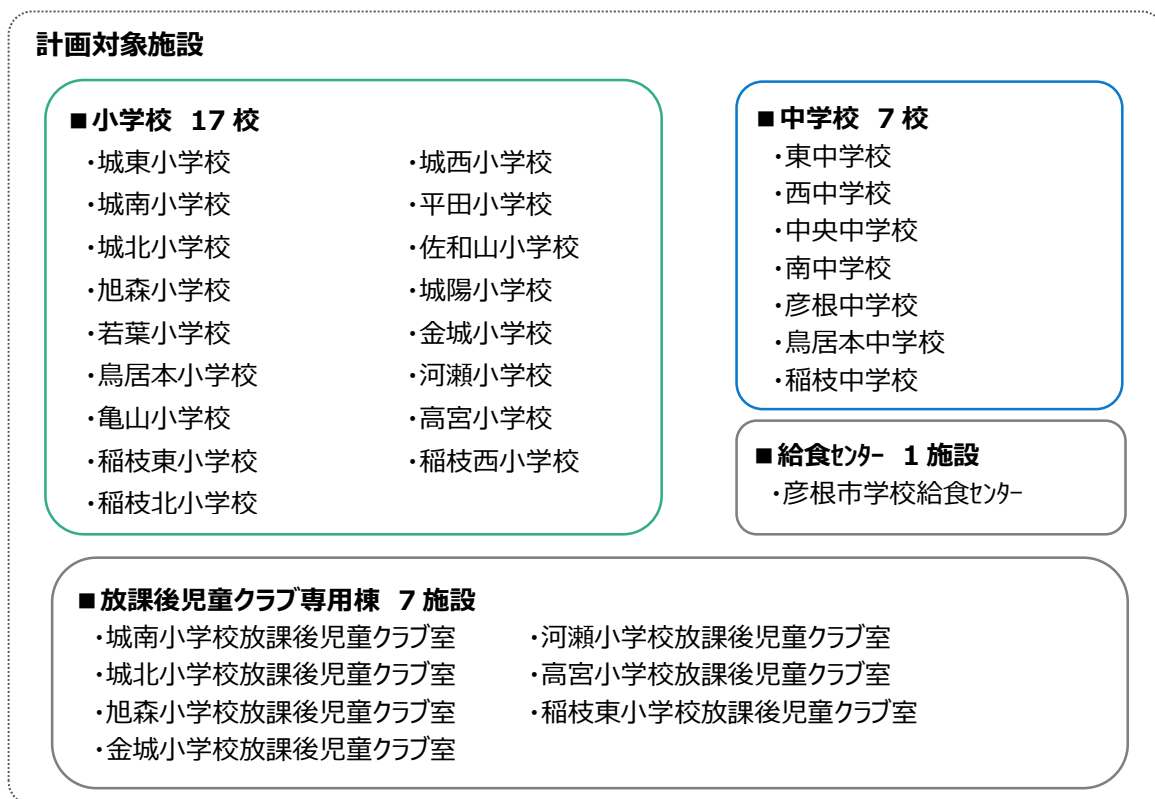 計画対象施設
■小学校 17 校
・城東小学校 ・城西小学校
・城南小学校 ・平田小学校
・城北小学校 ・佐和山小学校
・旭森小学校 ・城陽小学校
・若葉小学校 ・金城小学校
・鳥居本小学校 ・河瀬小学校
・亀山小学校 ・高宮小学校
・稲枝東小学校 ・稲枝西小学校
・稲枝北小学校
■中学校 7 校
・東中学校
・西中学校
・中央中学校
・南中学校
・彦根中学校
・鳥居本中学校
・稲枝中学校
■給食ｾﾝﾀｰ 1 施設
・彦根市学校給食ｾﾝﾀｰ
■放課後児童クラブ専用棟 7 施設
・城南小学校放課後児童クラブ室 ・河瀬小学校放課後児童クラブ室
・城北小学校放課後児童クラブ室 ・高宮小学校放課後児童クラブ室
・旭森小学校放課後児童クラブ室 ・稲枝東小学校放課後児童クラブ室
・金城小学校放課後児童クラブ室